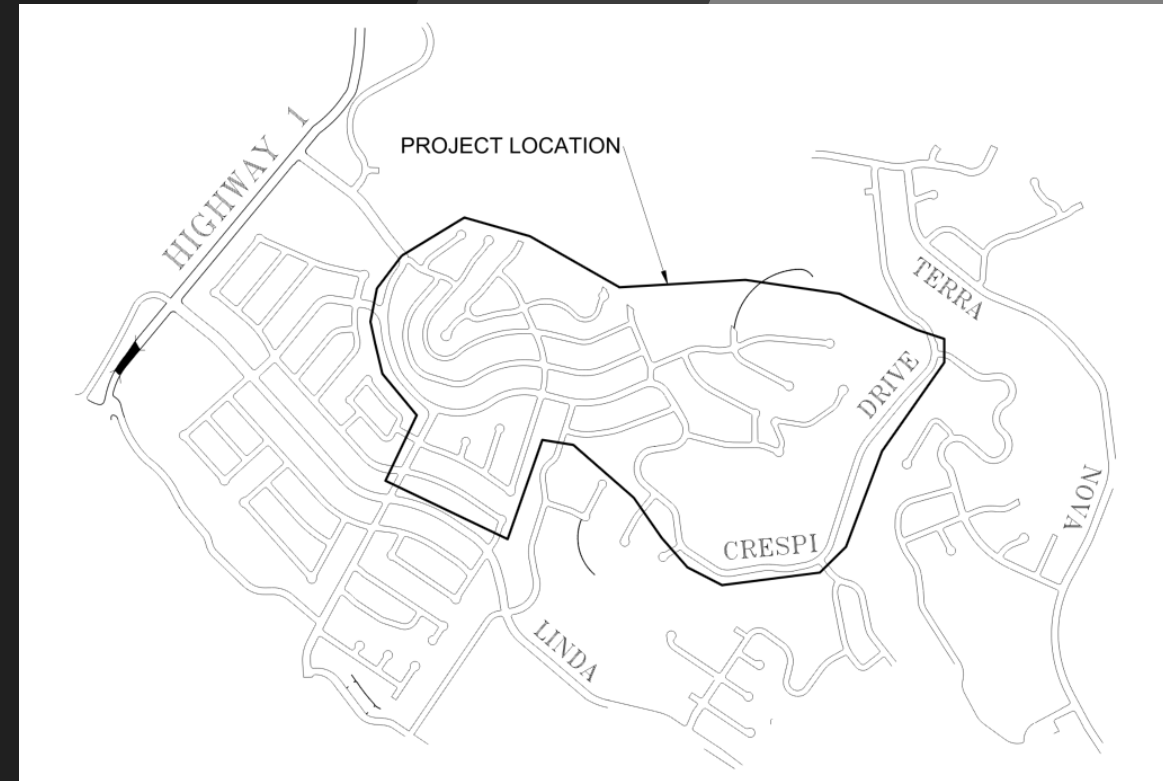 HIGHWAY 1
PROJECT LOCATION
TERRA
DRIVE
NOVA
CRESPI
LINDA